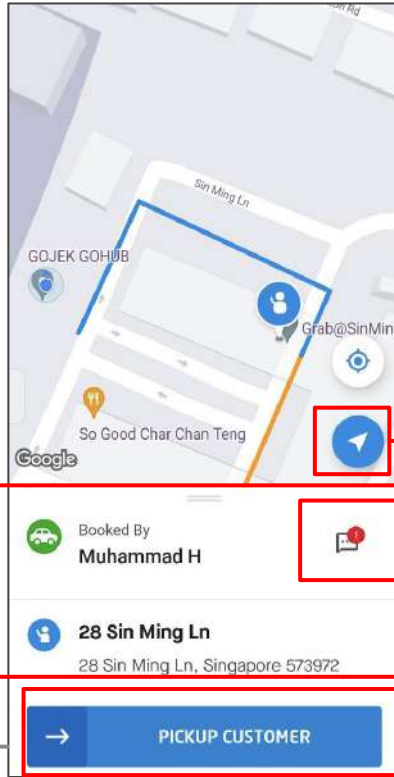 Sin Ming Ln
GOJEK GOHUB
Grab@SinMin
So Good Char Chan Teng
Google
Booked By
Muhammad H
1
28 Sin Ming Ln
28 Sin Ming Ln, Singapore 573972
PICKUP CUSTOMER